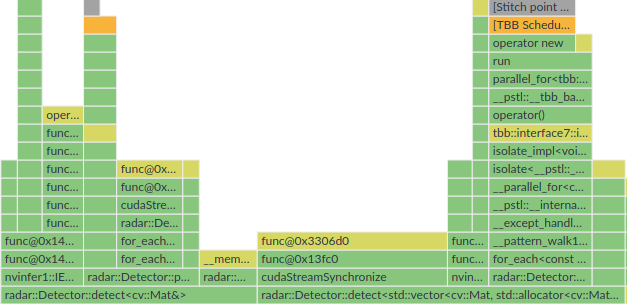 [Stitch point ...
[TBB Schedu...
operator new
run
parallel_for<tbb:...
__pstl::__tbb_ba...
oper...
operator()
func...
tbb::interface7::i...
func...
isolate_impl<voi...
func...
func@0x...
isolate<__pstl::_...
func...
func@0x...
__parallel_for<c...
func...
cudaStre...
__pstl::__interna...
func...
radar::De...
__except_handl...
func@0x14...
for_each...
func@0x3306d0
func...
__pattern_walk1...
func@0x14...
for_each...
__mem...
func@0x13fc0
func...
for_each<const ...
nvinfer1::IE...
radar::Detector::p...
radar::...
cudaStreamSynchronize
nvin...
radar::Detector:...
radar::Detector::detect<cv::Mat&>
radar::Detector::detect<std::vector<cv::Mat, std::allocator<cv::Mat...